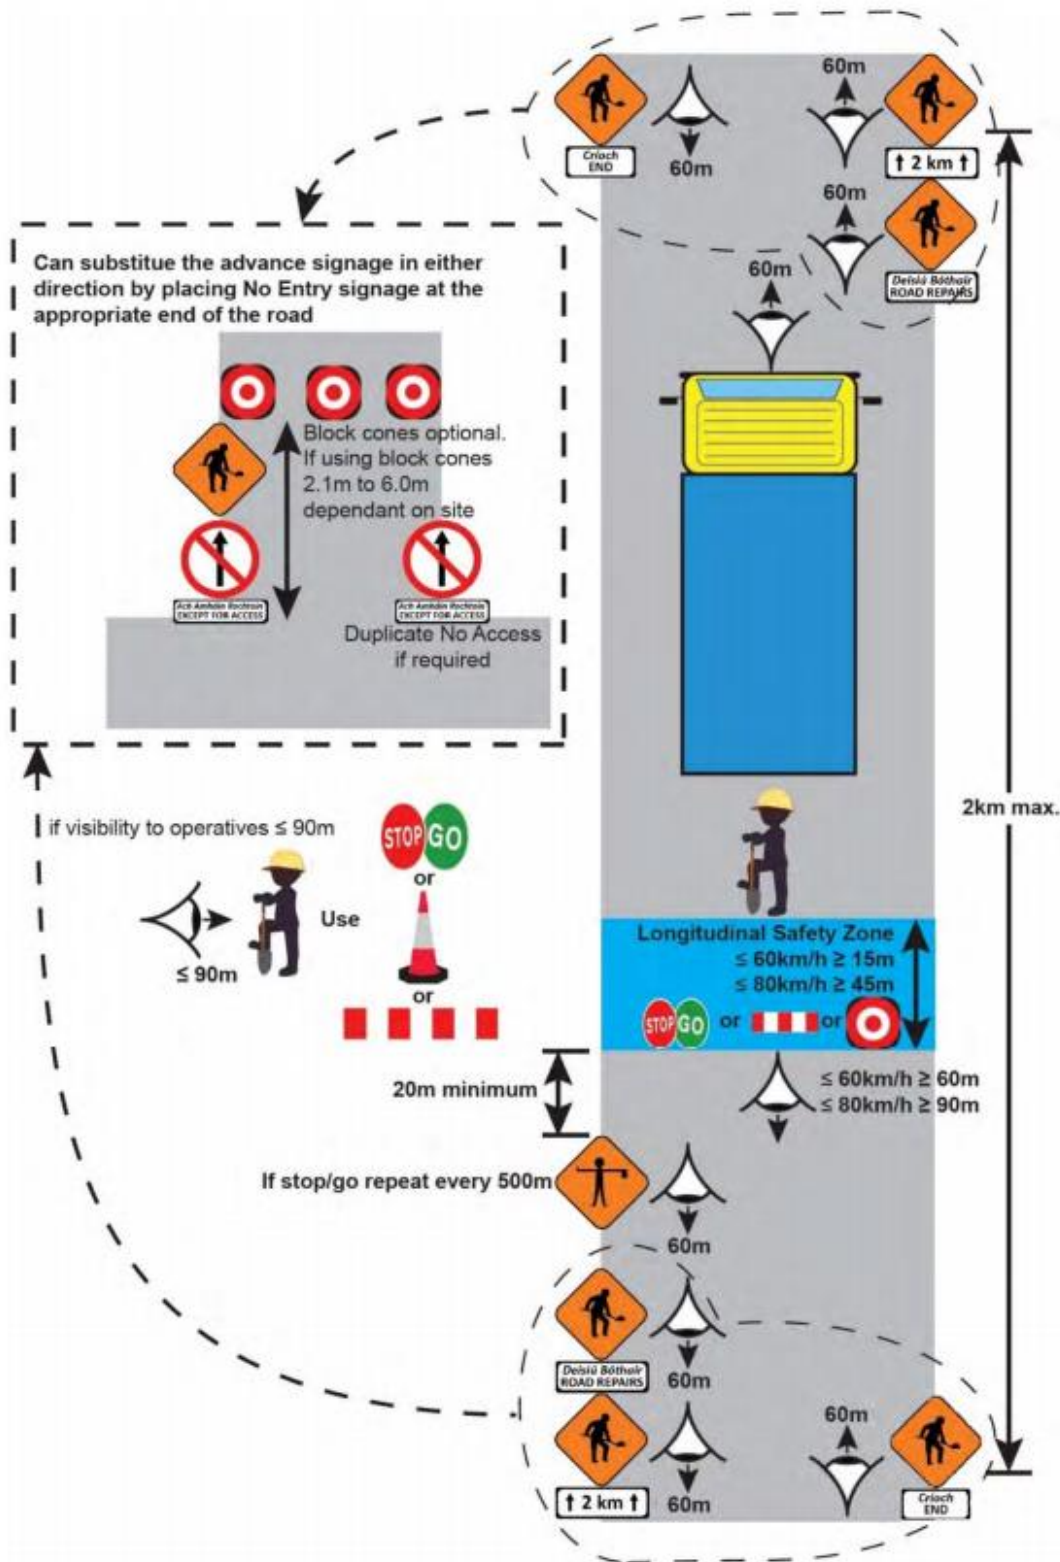 60m
60m
Críoch
END
↑ 2 km ↑
60m
Deisiú Bóthair
ROAD REPAIRS
60m
Can substitue the advance signage in either
direction by placing No Entry signage at the
appropriate end of the road
Block cones optional.
If using block cones
2.1m to 6.0m
dependant on site
Ach Amháin Rochtain
EXCEPT FOR ACCESS
Ach Amháin Rochtain
EXCEPT FOR ACCESS
Duplicate No Access
if required
2km max.
if visibility to operatives ≤ 90m
≤ 90m
Use
STOP GO
or
or
Longitudinal Safety Zone
≤ 60km/h ≥ 15m
≤ 80km/h ≥ 45m
STOP GO or or
20m minimum
≤ 60km/h ≥ 60m
≤ 80km/h ≥ 90m
If stop/go repeat every 500m
60m
Deisiú Bóthair
ROAD REPAIRS
60m
↑ 2 km ↑
60m
60m
Críoch
END